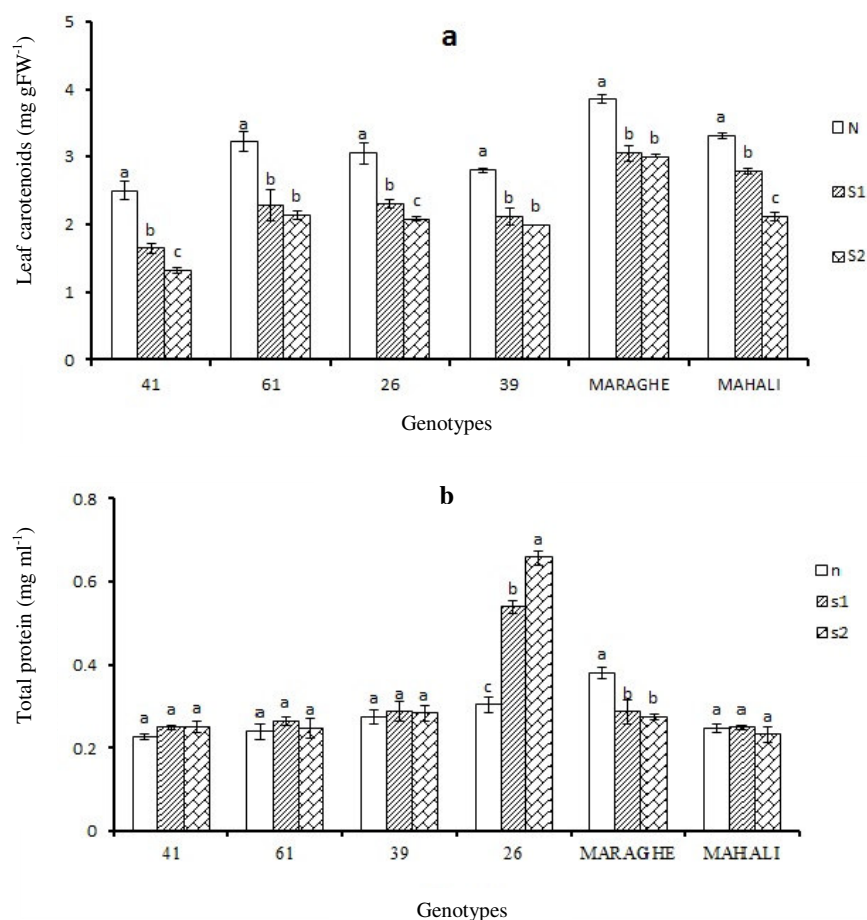 a
Leaf carotenoids (mg gFW⁻¹)
5
4
3
2
1
0
a
b
c
a
b
b
a
b
c
a
b
b
a
b
b
a
b
c
N
S1
S2
41 61 26 39 MARAGHE MAHALI
Genotypes
b
Total protein (mg ml⁻¹)
0.8
0.6
0.4
0.2
0
a a a
a a a
a a a
c b a
a b b
a a a
n
s1
s2
41 61 39 26 MARAGHE MAHALI
Genotypes